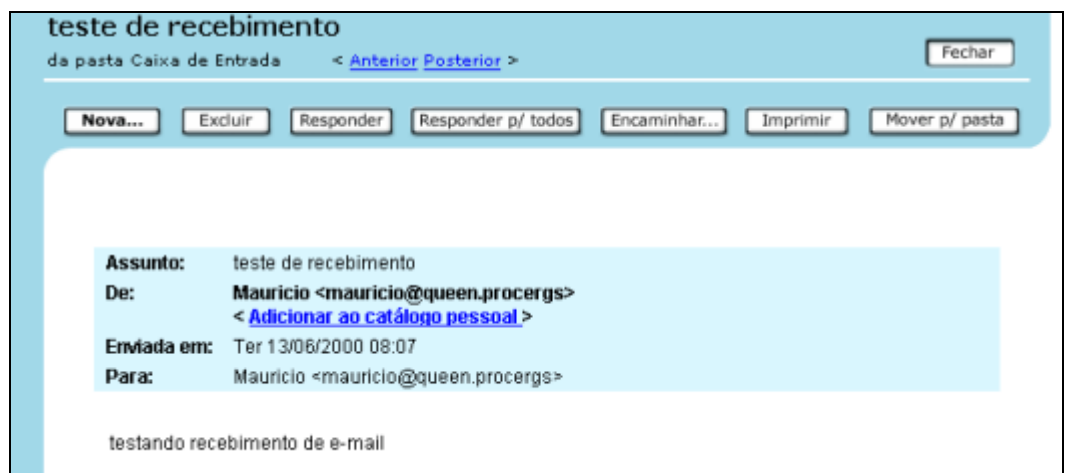 teste de recebimento
da pasta Caixa de Entrada < Anterior Posterior >
Fechar
Nova... Excluir Responder Responder p/ todos Encaminhar... Imprimir Mover p/ pasta
Assunto: teste de recebimento
De: Mauricio <mauricio@queen.procergs>
< Adicionar ao catálogo pessoal >
Enviada em: Ter 13/06/2000 08:07
Para: Mauricio <mauricio@queen.procergs>
testando recebimento de e-mail